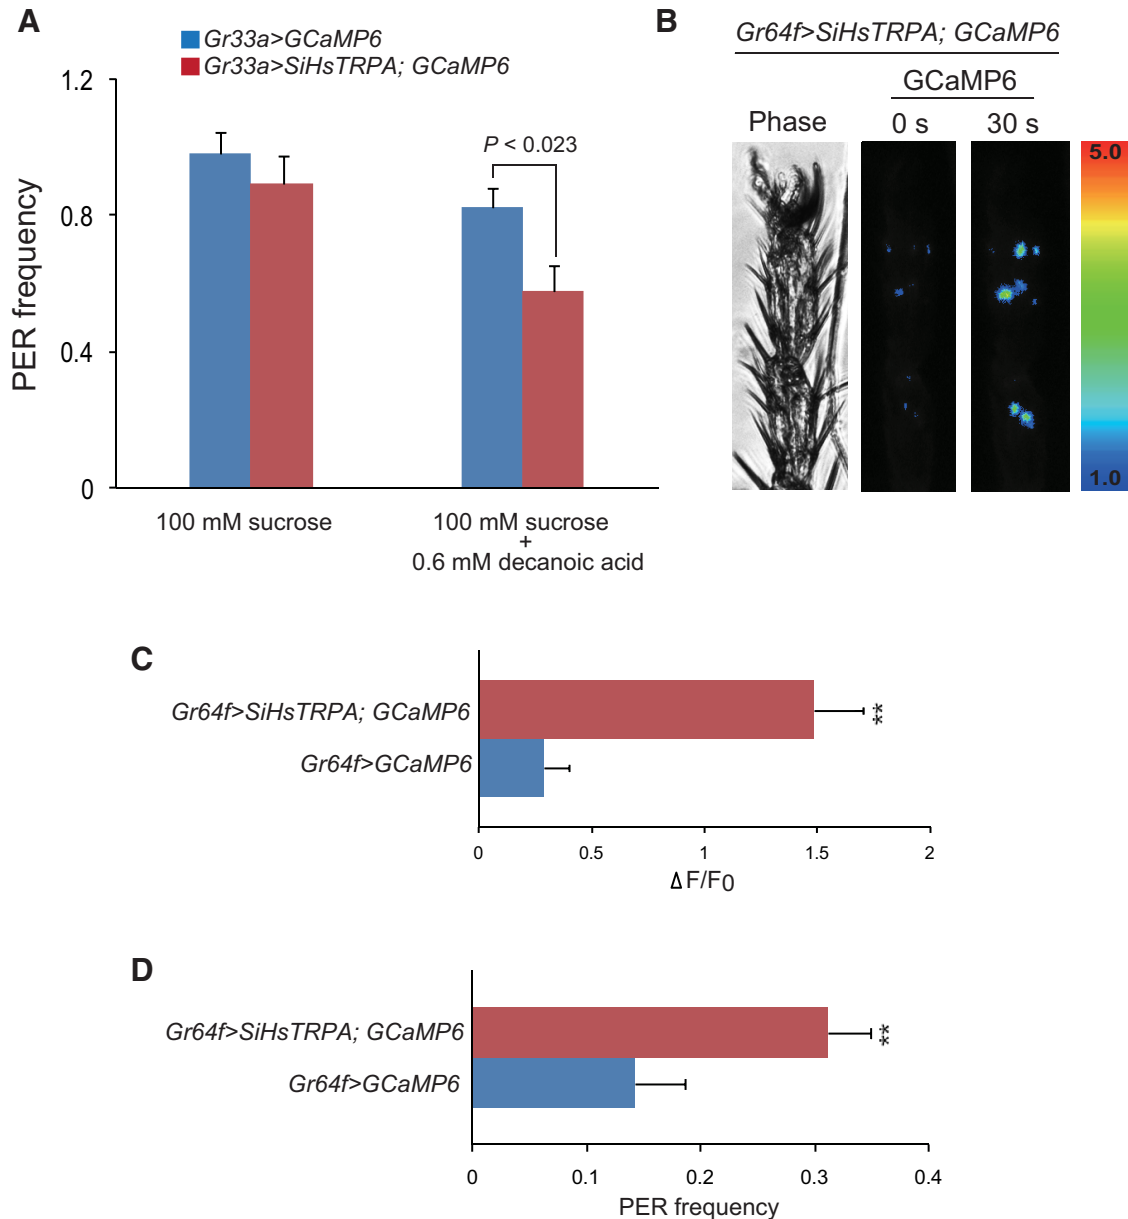 A
Gr33a>GCaMP6
Gr33a>SiHsTRPA; GCaMP6
1.2
0.8
0.4
0
PER frequency
P < 0.023
100 mM sucrose
100 mM sucrose
+
0.6 mM decanoic acid
B
Gr64f>SiHsTRPA; GCaMP6
GCaMP6
Phase
0 s
30 s
5.0
1.0
C
Gr64f>SiHsTRPA; GCaMP6
**
Gr64f>GCaMP6
0
0.5
1
1.5
2
ΔF/F0
D
Gr64f>SiHsTRPA; GCaMP6
**
Gr64f>GCaMP6
0
0.1
0.2
0.3
0.4
PER frequency